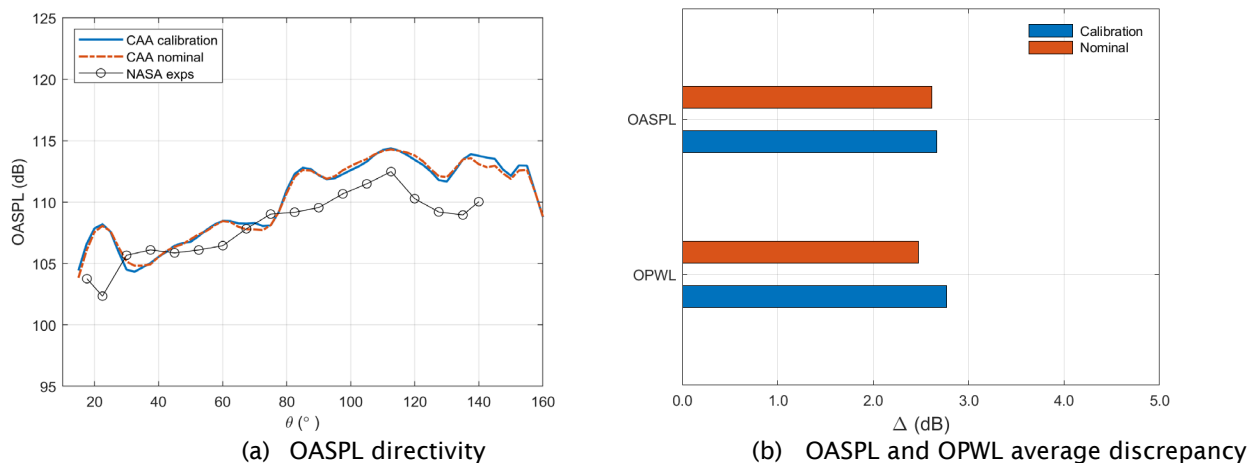 125
120
115
110
105
100
95
OASPL (dB)
CAA calibration
CAA nominal
NASA exps
20 40 60 80 100 120 140 160
θ (°)
(a) OASPL directivity
Calibration
Nominal
OASPL
OPWL
0.0 1.0 2.0 3.0 4.0 5.0
Δ (dB)
(b) OASPL and OPWL average discrepancy